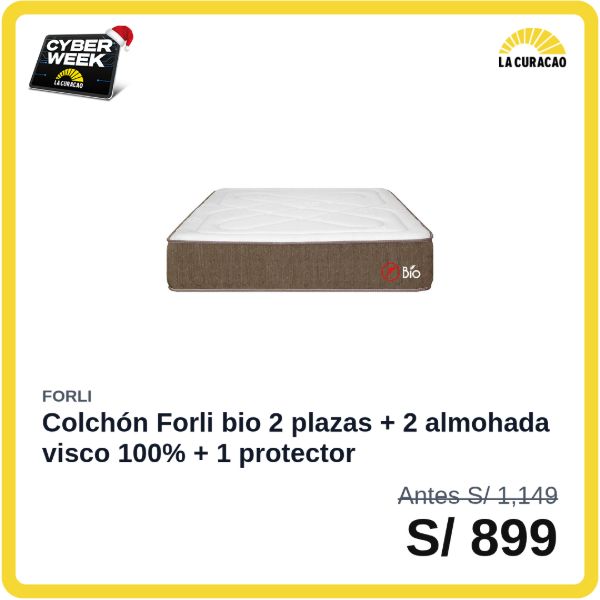 CYBER
WEEK
LA CURACAO
LA CURACAO
Bio
FORLI
Colchón Forli bio 2 plazas + 2 almohada
visco 100% + 1 protector
Antes S/ 1,149
S/ 899